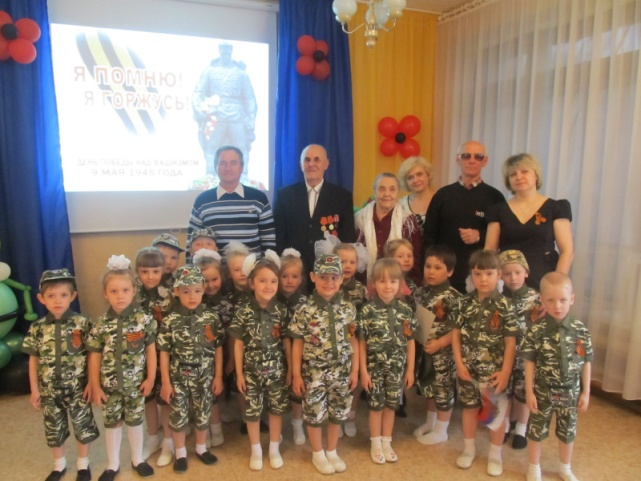 Я ПОМНЮ!
Я ГОРЖУСЬ!
ДЕНЬ ПОБЕДЫ НАД ФАШИЗМОМ
9 МАЯ 1945 ГОДА